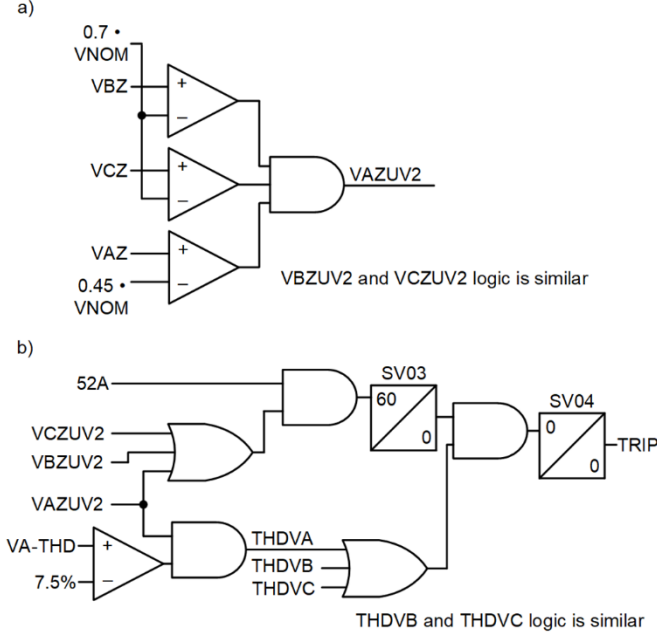 a)
0.7 •
VNOM
VBZ
+
−
VCZ
+
−
VAZUV2
VAZ
+
−
0.45 •
VNOM
VBZUV2 and VCZUV2 logic is similar
b)
52A
SV03
60
0
SV04
0
0
TRIP
VCZUV2
VBZUV2
VAZUV2
VA-THD
+
7.5%
−
THDVA
THDVB
THDVC
THDVB and THDVC logic is similar